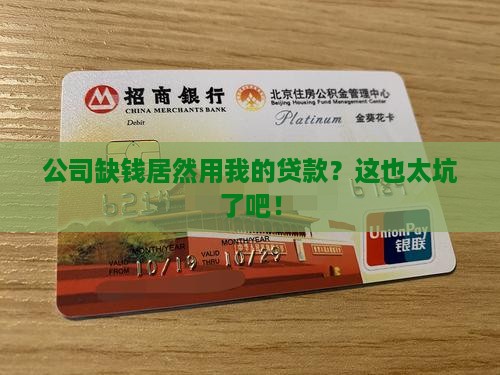 招商银行
CHINA MERCHANTS BANK
北京住房公积金管理中心
Beijing Housing Fund Management Center
Debit
Platinum 金葵花卡
公司缺钱居然用我的贷款？这也太坑
了吧！
MONTH/YEAR MONTH/YEAR
VALID FROM 10/19 VALID THRU 10/29
UnionPay
银联